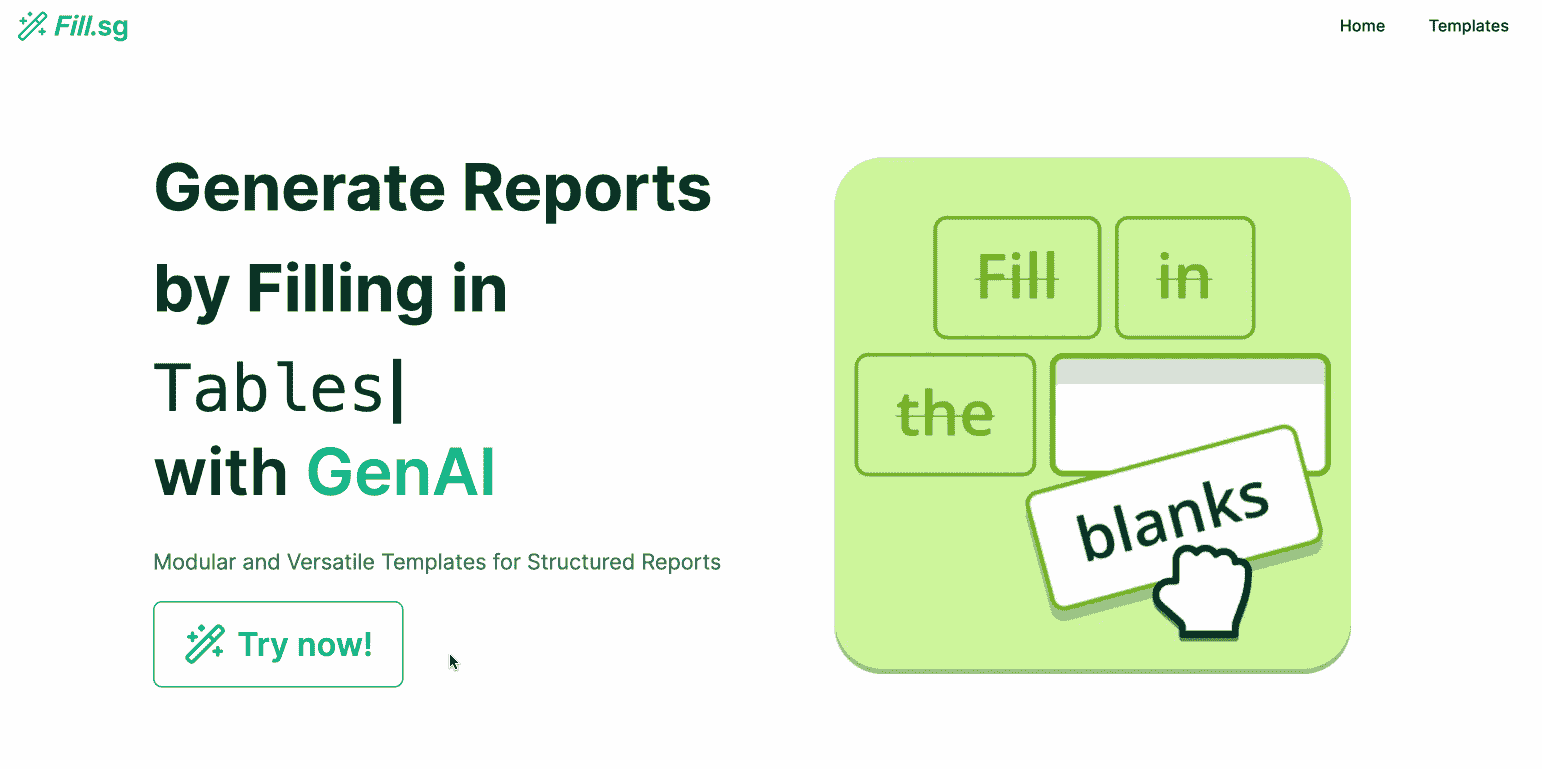 Fill.sg
Home
Templates
Generate Reports
by Filling in
Tables|
with GenAI
Modular and Versatile Templates for Structured Reports
Try now!
Fill in
the
blanks